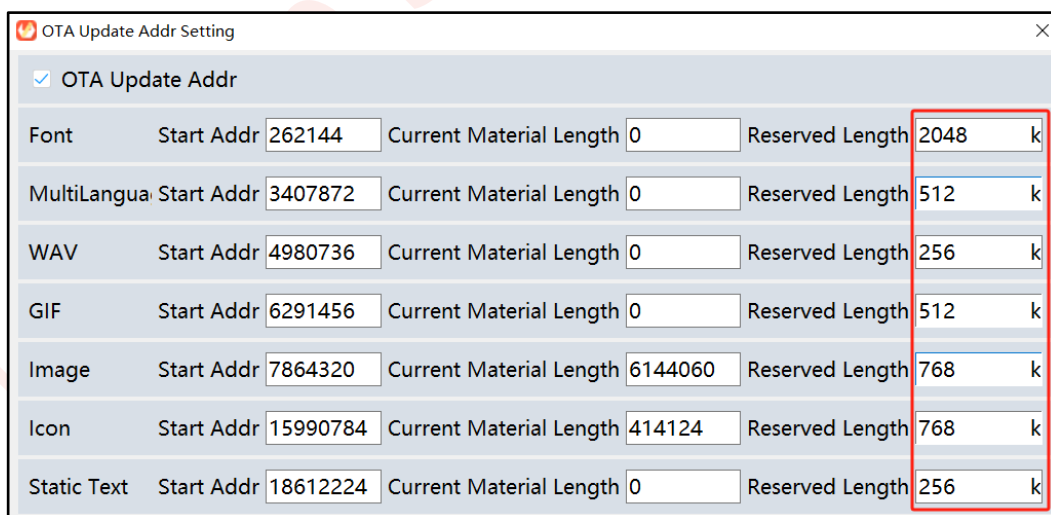 OTA Update Addr Setting
OTA Update Addr
Font Start Addr 262144 Current Material Length 0 Reserved Length 2048 k
MultiLangua Start Addr 3407872 Current Material Length 0 Reserved Length 512 k
WAV Start Addr 4980736 Current Material Length 0 Reserved Length 256 k
GIF Start Addr 6291456 Current Material Length 0 Reserved Length 512 k
Image Start Addr 7864320 Current Material Length 6144060 Reserved Length 768 k
Icon Start Addr 15990784 Current Material Length 414124 Reserved Length 768 k
Static Text Start Addr 18612224 Current Material Length 0 Reserved Length 256 k